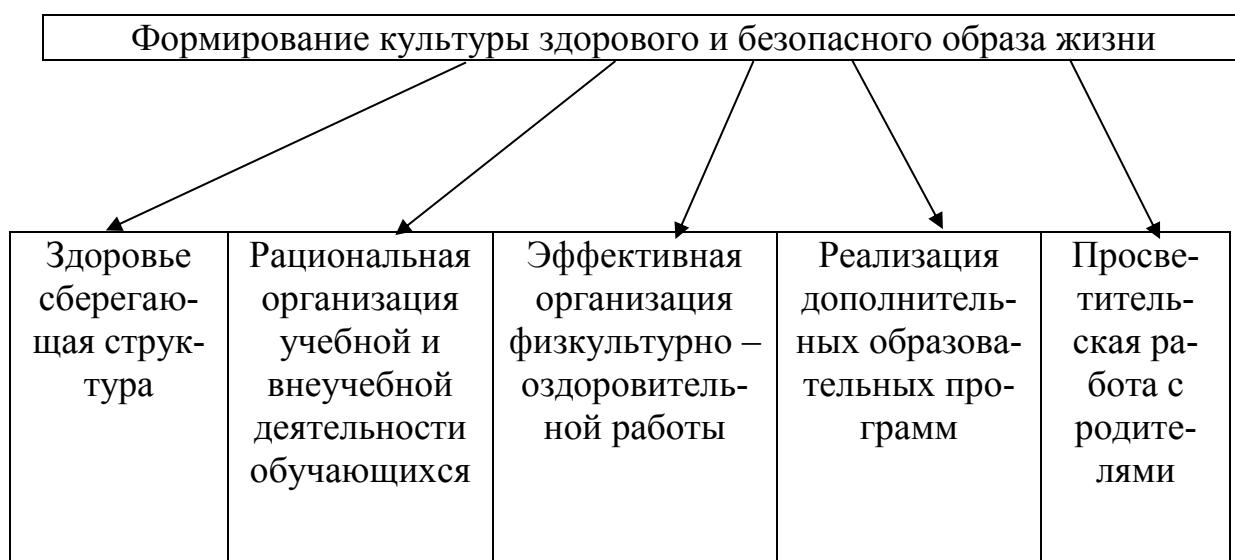 Формирование культуры здорового и безопасного образа жизни
Здоровье
сберегаю-
щая струк-
тура
Рациональная
организация
учебной и
внеучебной
деятельности
обучающихся
Эффективная
организация
физкультурно –
оздоровитель-
ной работы
Реализация
дополнитель-
ных образова-
тельных про-
грамм
Просве-
титель-
ская ра-
бота с
родите-
лями